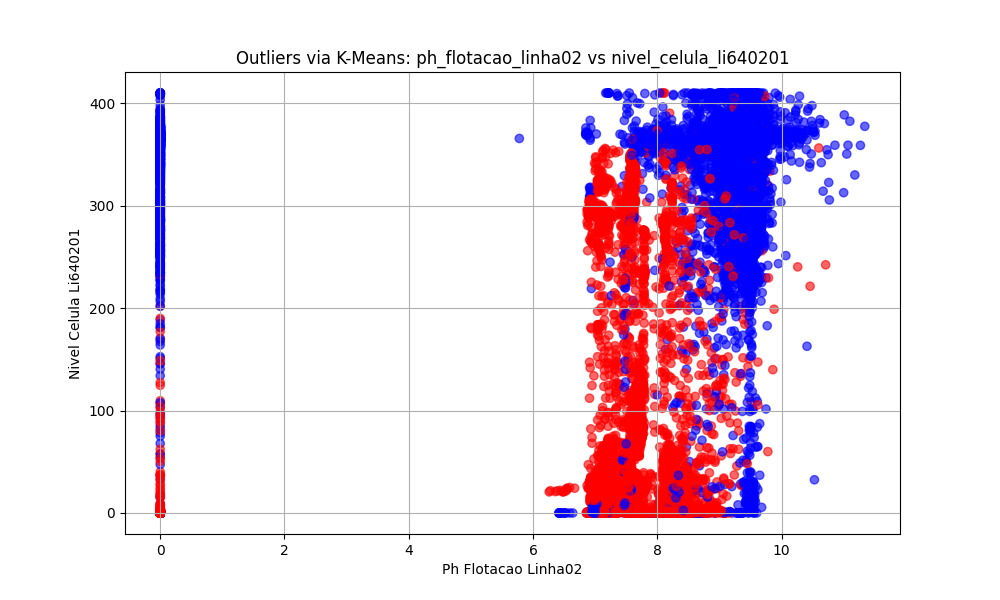 Outliers via K-Means: ph_flotacao_linha02 vs nivel_celula_li640201
400
300
200
100
0
Nivel Celula Li640201
0 2 4 6 8 10
Ph Flotacao Linha02